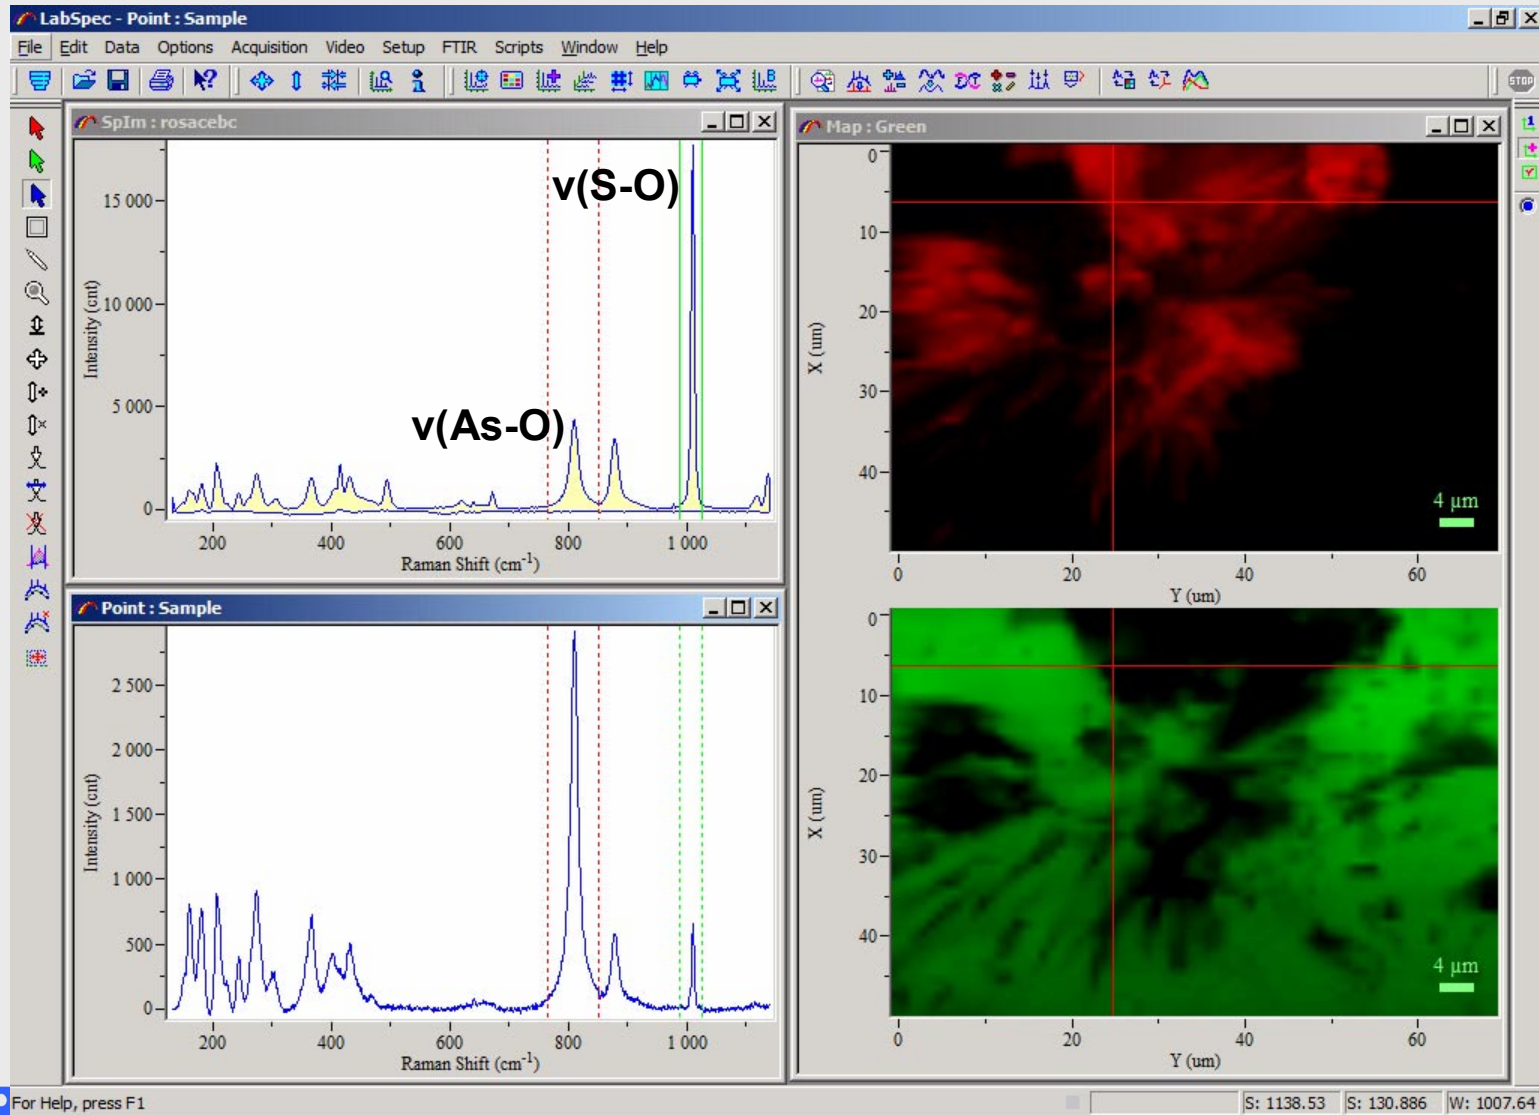 LabSpec - Point : Sample
File Edit Data Options Acquisition Video Setup FTIR Scripts Window Help
STOP
SpIm : rosacebc
v(S-O)
v(As-O)
15 000
10 000
5 000
0
Intensity (cnt)
200 400 600 800 1 000
Raman Shift (cm-1)
Point : Sample
2 500
2 000
1 500
1 000
500
0
Intensity (cnt)
200 400 600 800 1 000
Raman Shift (cm-1)
Map : Green
0
10
20
30
40
X (um)
4 µm
0 20 40 60
Y (um)
0
10
20
30
40
X (um)
4 µm
0 20 40 60
Y (um)
For Help, press F1
S: 1138.53 S: 130.886 W: 1007.64